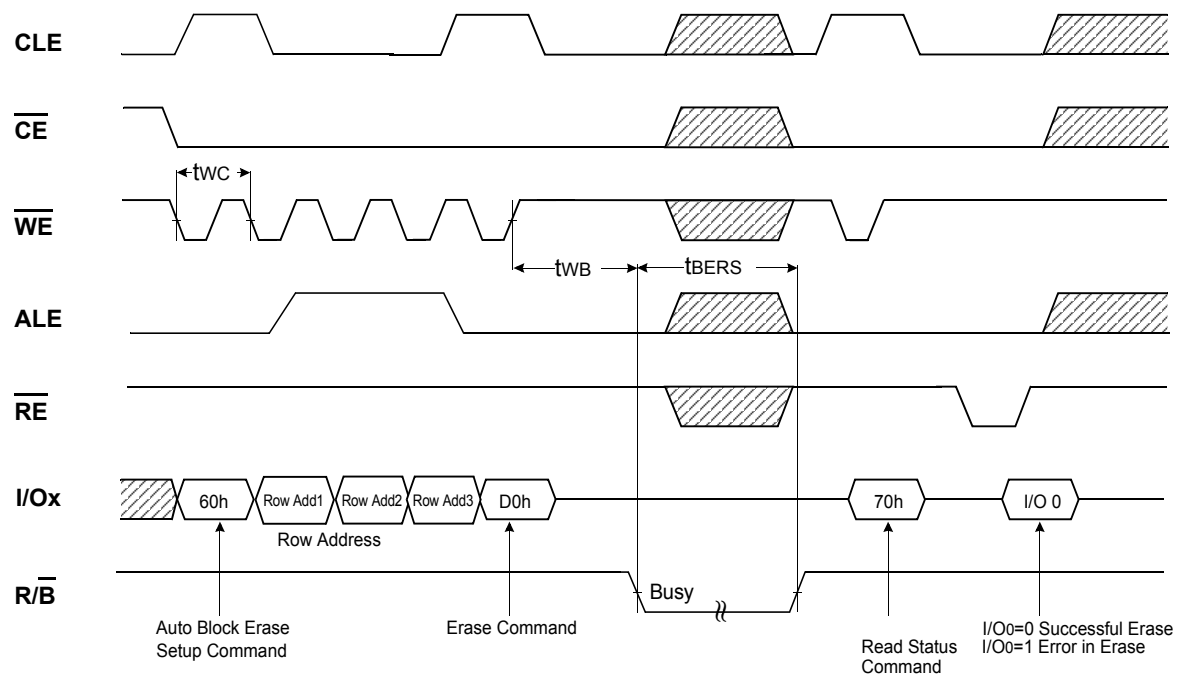 CLE
CE
tWC
WE
tWB
tBERS
ALE
RE
I/Ox
60h
Row Add1
Row Add2
Row Add3
D0h
70h
I/O 0
Row Address
R/B
Busy
Auto Block Erase
Setup Command
Erase Command
Read Status
Command
I/O0=0 Successful Erase
I/O0=1 Error in Erase